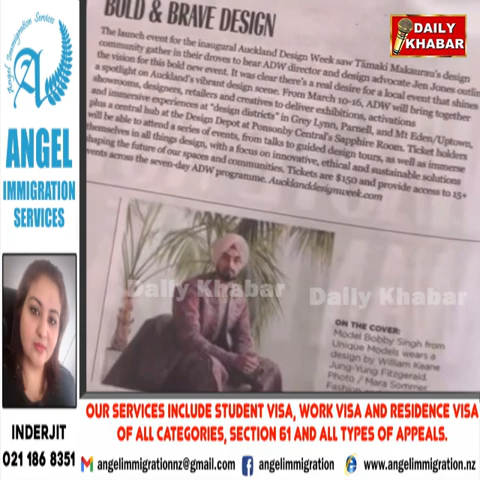 Angel Immigration Services
ANGEL
IMMIGRATION
SERVICES
INDERJIT
021 186 8351
DAILY
KHABAR
BOLD & BRAVE DESIGN
The launch event for the inaugural Auckland Design Week saw Tāmaki Makaurau's design
community gather in their droves to hear ADW director and design advocate Jen Jones outline
the vision for this bold new event. It was clear there's a real desire for a local event that shines
a spotlight on Auckland's vibrant design scene. From March 10-16, ADW will bring together
showrooms, designers, retailers and creatives to deliver exhibitions, activations
and immersive experiences at "design districts" in Grey Lynn, Parnell, and Mt Eden/Uptown,
plus a central hub at the Design Depot at Ponsonby Central's Sapphire Room. Ticket holders
will be able to attend a series of events, from talks to guided design tours, as well as immerse
themselves in all things design, with a focus on innovative, ethical and sustainable solutions
shaping the future of our spaces and communities. Tickets are $150 and provide access to 15+
events across the seven-day ADW programme. Aucklanddesignweek.com
Daily Khabar
Daily Khabar
ON THE COVER:
Model Bobby Singh from
Unique Models wears a
design by William Keane
Jung-Yung Fitzgerald.
Photo / Mara Sommer
Fashion
OUR SERVICES INCLUDE STUDENT VISA, WORK VISA AND RESIDENCE VISA
OF ALL CATEGORIES, SECTION 61 AND ALL TYPES OF APPEALS.
angelimmigrationnz@gmail.com angelimmigration www.angelimmigration.nz